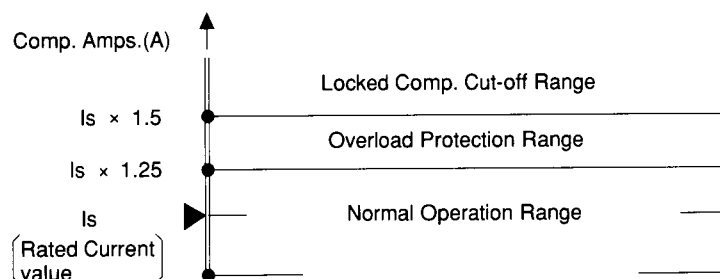 Comp. Amps.(A)
Locked Comp. Cut-off Range
Is × 1.5
Overload Protection Range
Is × 1.25
Is
Normal Operation Range
Rated Current
value